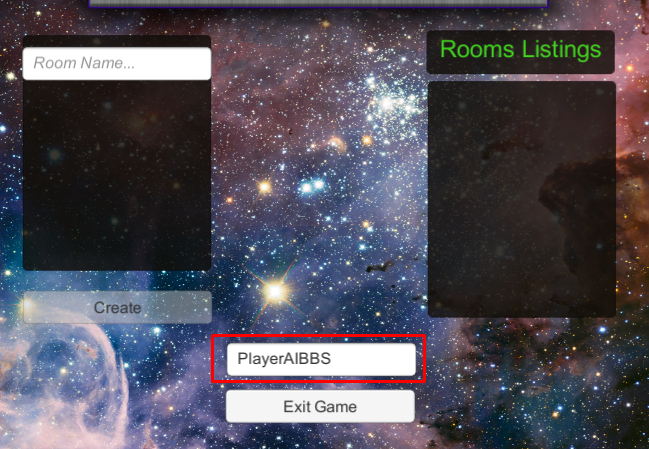 Room Name...
Rooms Listings
Create
PlayerAIBBS
Exit Game